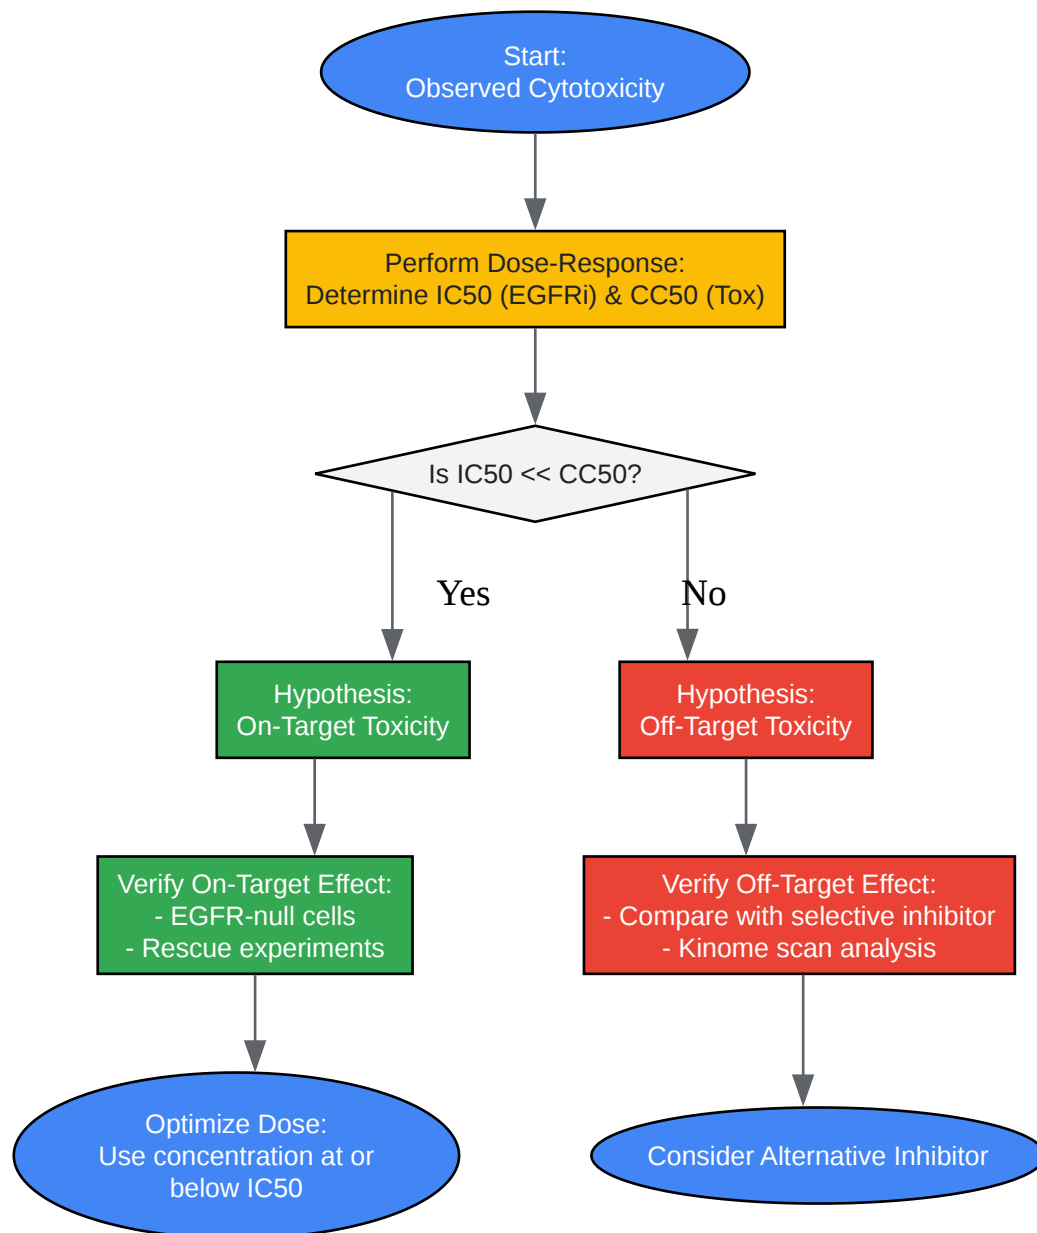 Start:
Observed Cytotoxicity
Perform Dose-Response:
Determine IC50 (EGFRi) & CC50 (Tox)
Is IC50 << CC50?
Yes
No
Hypothesis:
On-Target Toxicity
Hypothesis:
Off-Target Toxicity
Verify On-Target Effect:
- EGFR-null cells
- Rescue experiments
Verify Off-Target Effect:
- Compare with selective inhibitor
- Kinome scan analysis
Optimize Dose:
Use concentration at or
below IC50
Consider Alternative Inhibitor